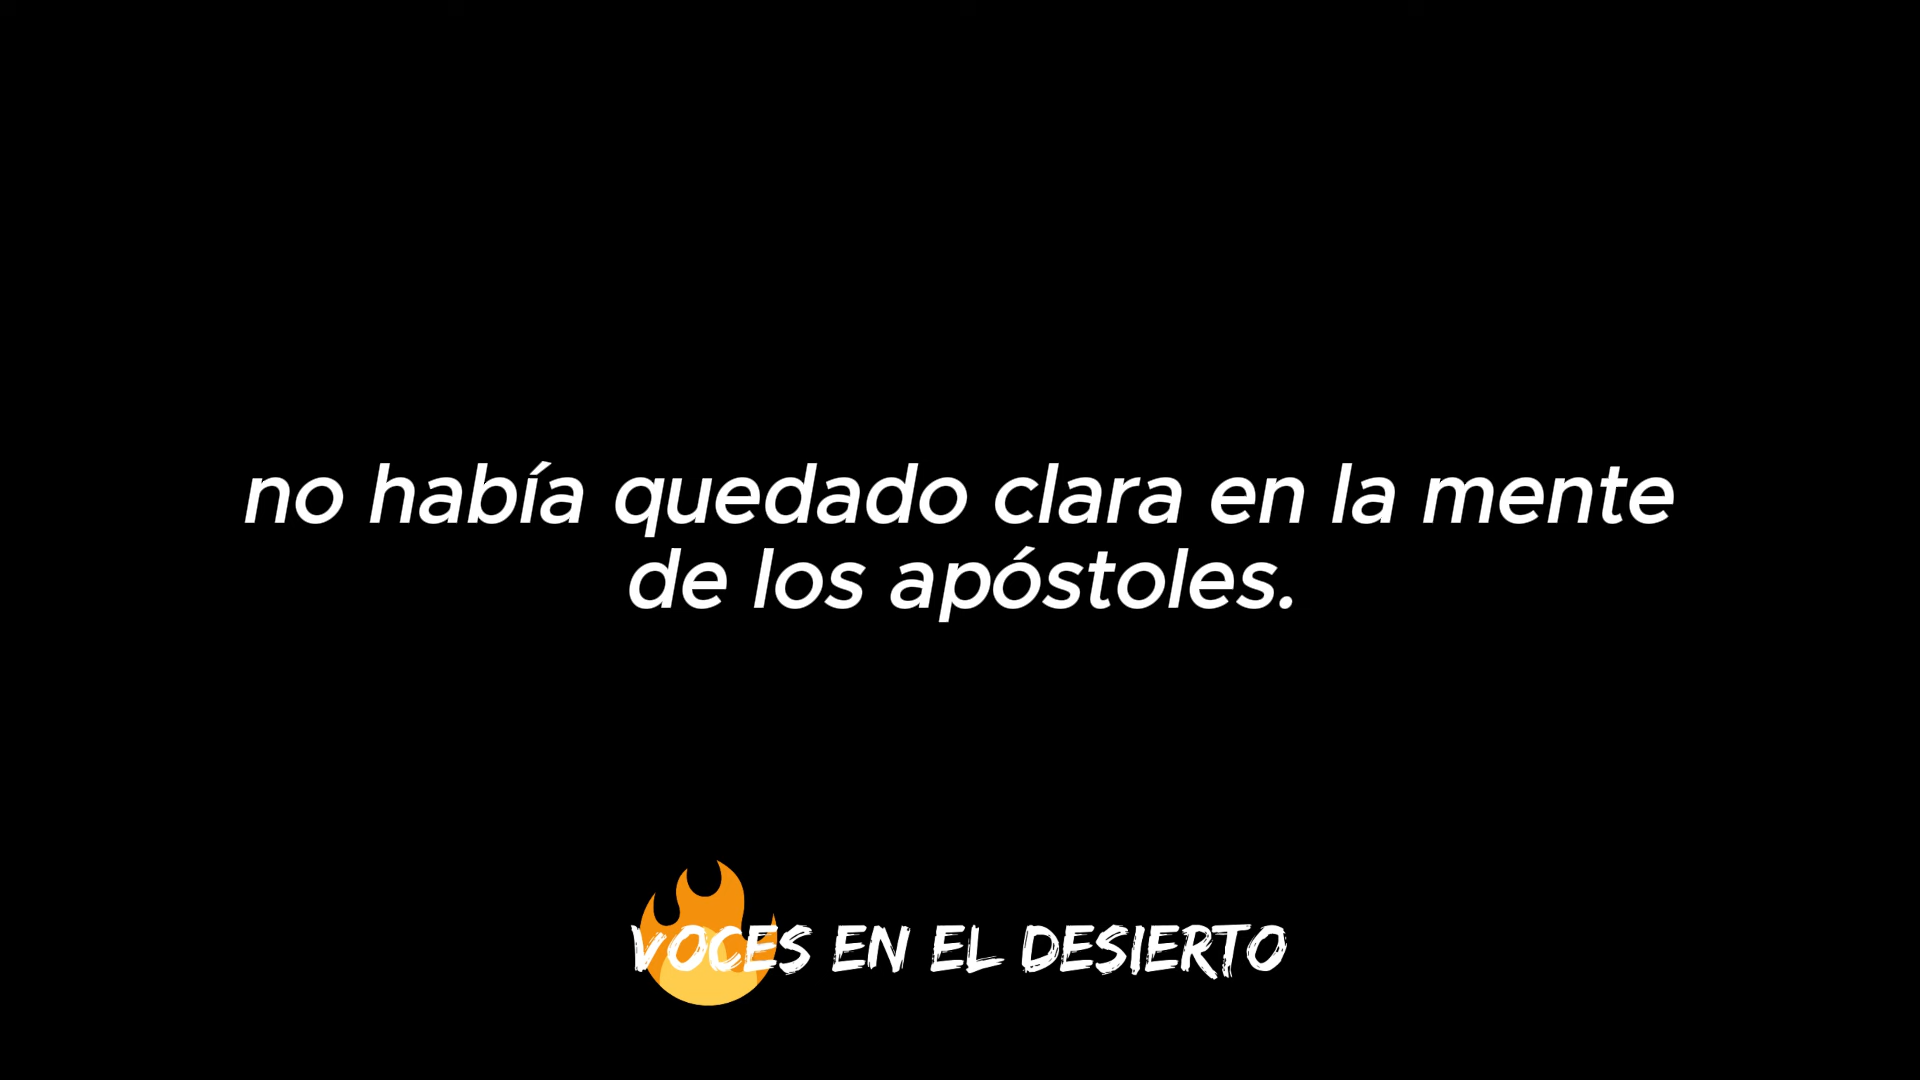 no había quedado clara en la mente
de los apóstoles.
VOCES EN EL DESIERTO